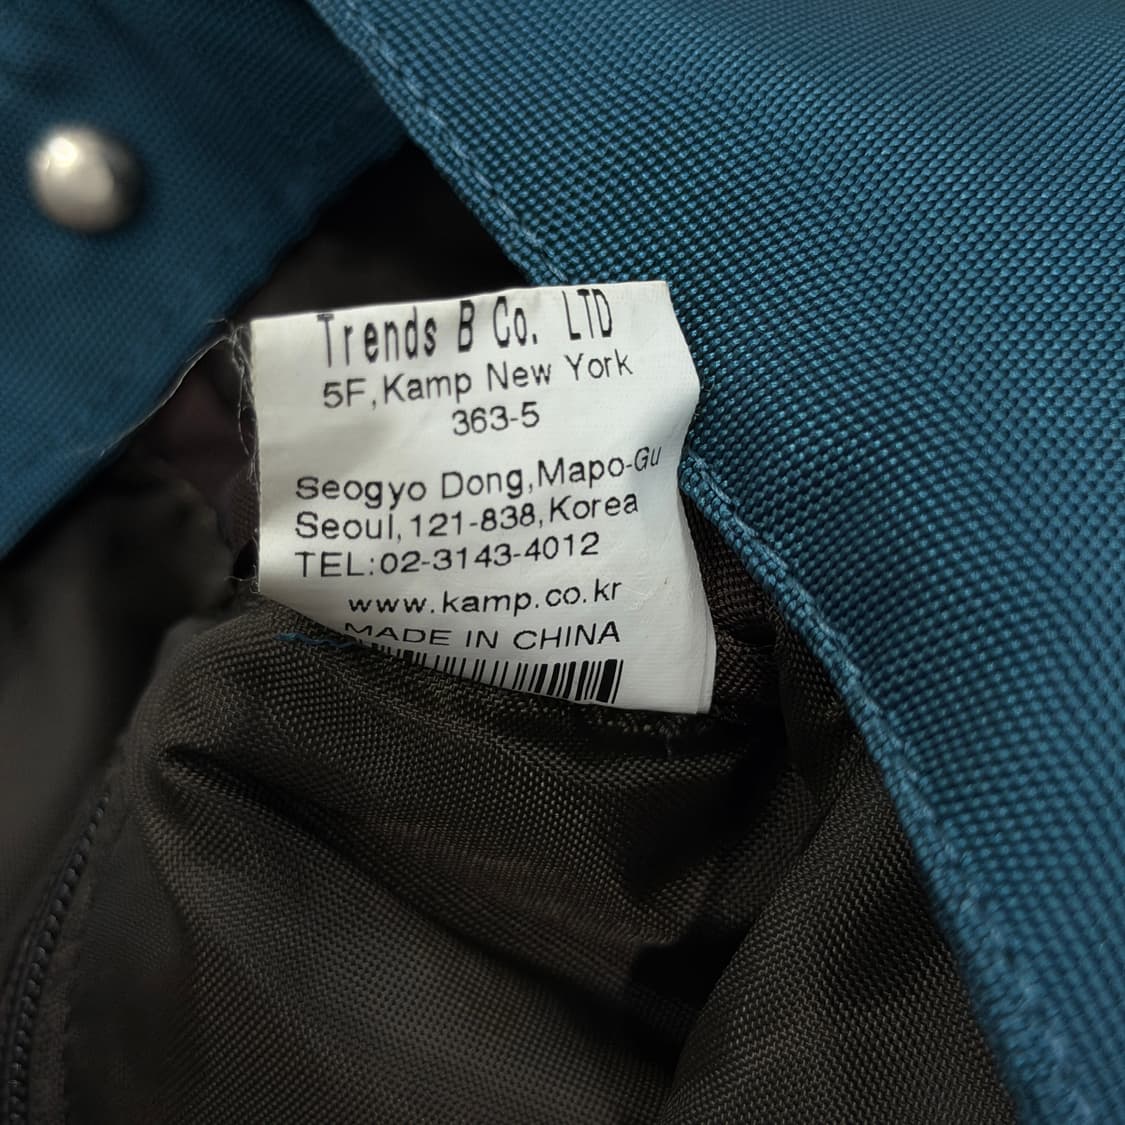 Trends B Co. LTD
5F,Kamp New York
363-5
Seogyo Dong,Mapo-Gu
Seoul,121-838,Korea
TEL:02-3143-4012
www.kamp.co.kr
MADE IN CHINA